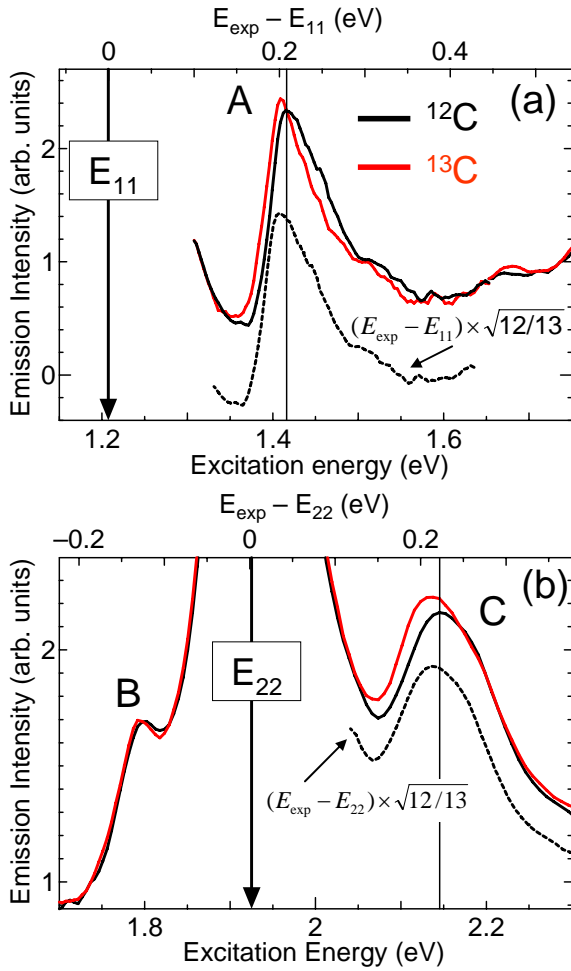 E_exp – E_11 (eV)
0 0.2 0.4
A (a)
¹²C
¹³C
E_11
(E_exp – E_11) × √12/13
2
1
0
Emission Intensity (arb. units)
1.2 1.4 1.6
Excitation energy (eV)
E_exp – E_22 (eV)
–0.2 0 0.2
(b)
C
E_22
B
(E_exp – E_22) × √12/13
2
1
Emission Intensity (arb. units)
1.8 2 2.2
Excitation Energy (eV)